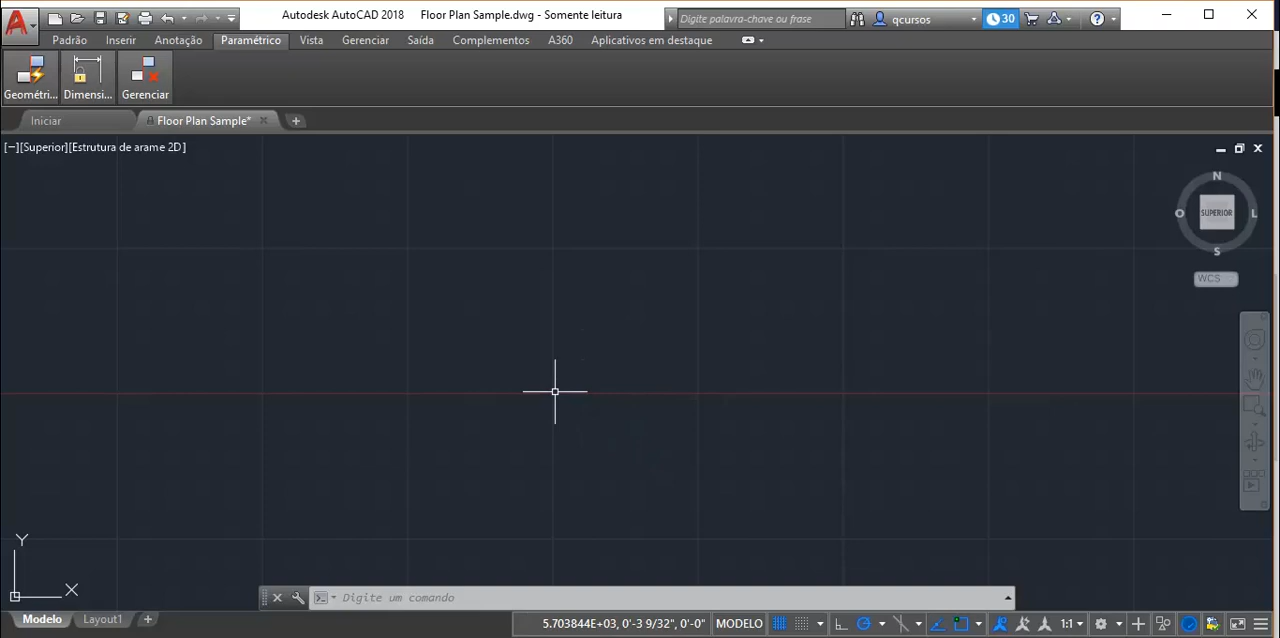 Autodesk AutoCAD 2018 Floor Plan Sample.dwg - Somente leitura
Digite palavra-chave ou frase
qcursos
30
Padrão Inserir Anotação Paramétrico Vista Gerenciar Saída Complementos A360 Aplicativos em destaque
Geométri... Dimensi... Gerenciar
Iniciar Floor Plan Sample*
[−][Superior][Estrutura de arame 2D]
N
O SUPERIOR L
S
WCS
Y
X
Digite um comando
Modelo Layout1 5.703844E+03, 0'-3 9/32", 0'-0" MODELO 1:1